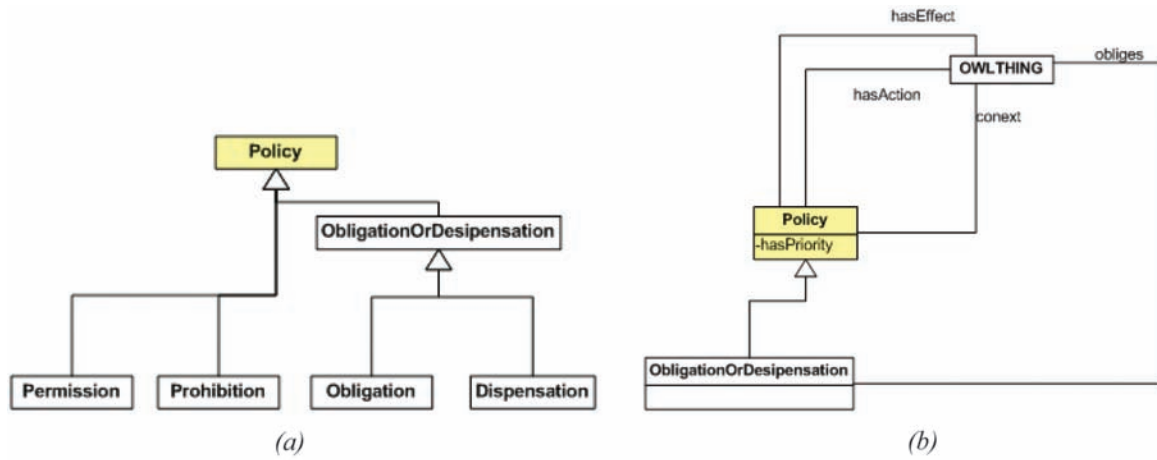 Policy
ObligationOrDesipensation
Permission
Prohibition
Obligation
Dispensation
(a)
hasEffect
OWLTHING
obliges
hasAction
conext
Policy
-hasPriority
ObligationOrDesipensation
(b)